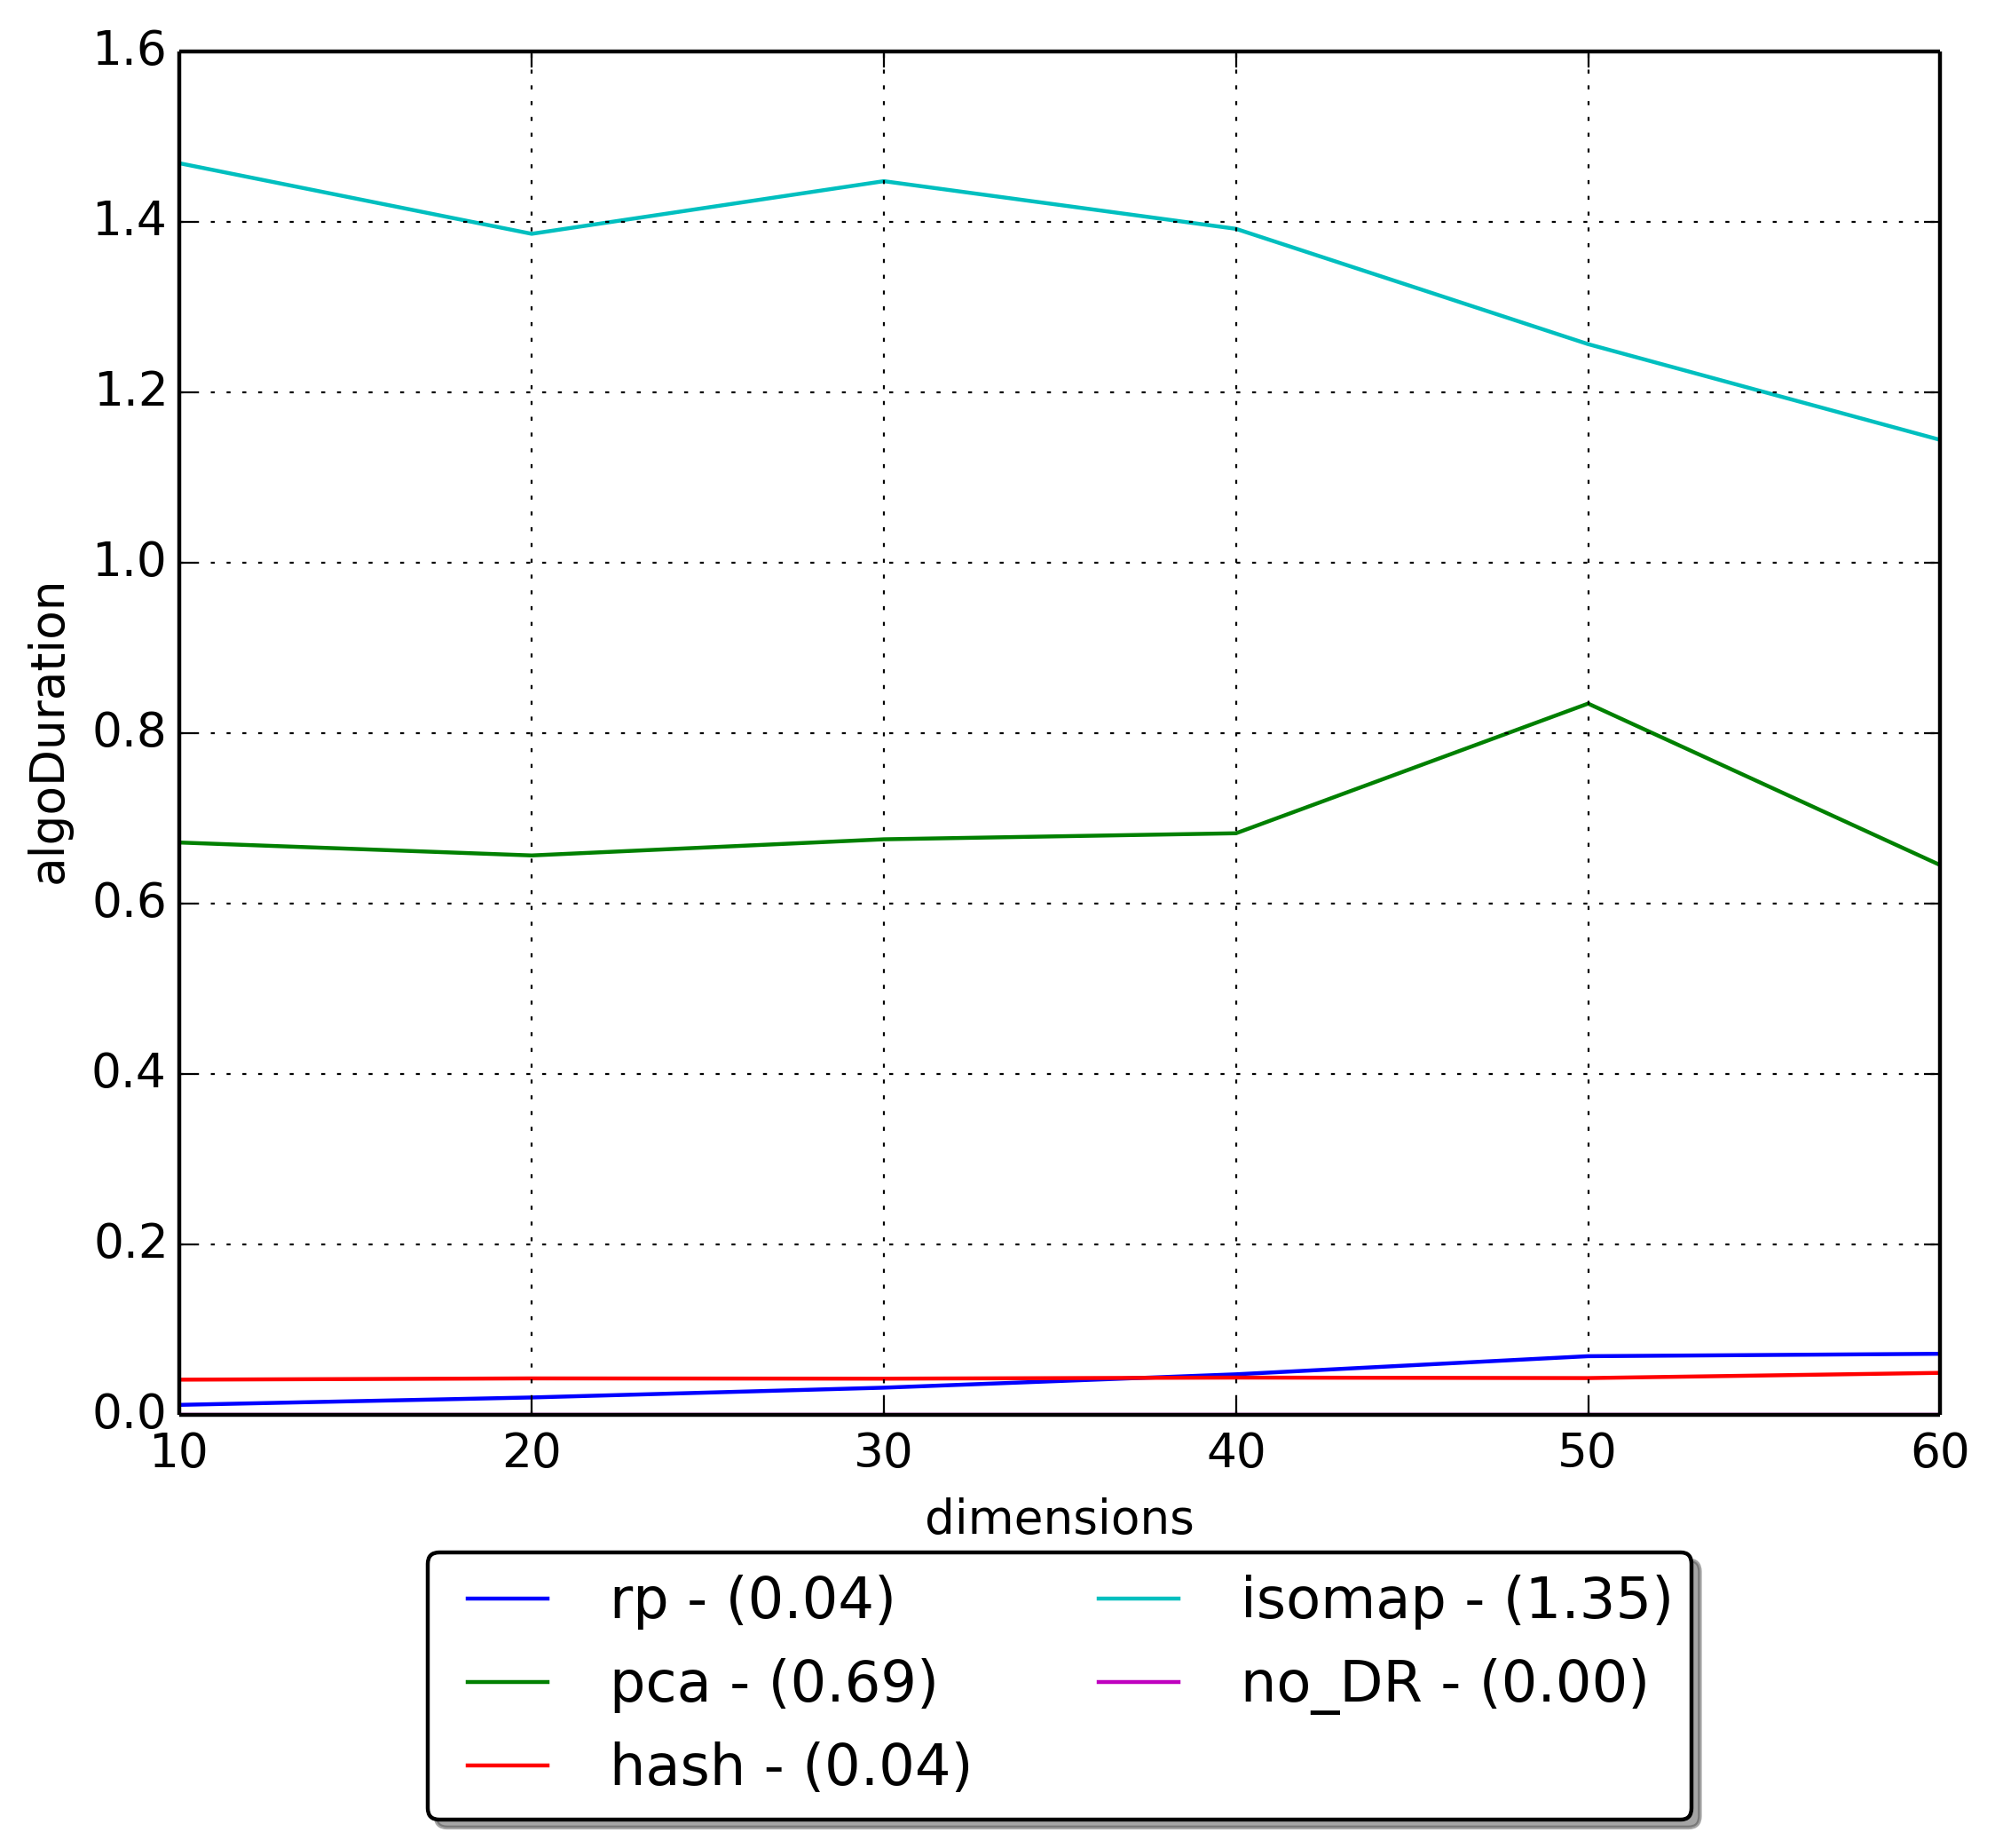 1.6
1.4
1.2
1.0
0.8
0.6
0.4
0.2
0.0
algoDuration
10 20 30 40 50 60
dimensions
rp - (0.04) isomap - (1.35)
pca - (0.69) no_DR - (0.00)
hash - (0.04)